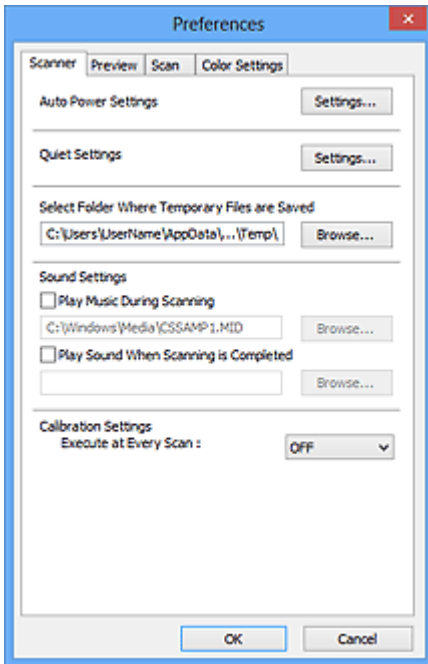 Preferences
Scanner Preview Scan Color Settings
Auto Power Settings Settings...
Quiet Settings Settings...
Select Folder Where Temporary Files are Saved
C:\Users\UserName\AppData\...\Temp\ Browse...
Sound Settings
Play Music During Scanning
C:\Windows\Media\CSSAMP1.MID Browse...
Play Sound When Scanning is Completed
Browse...
Calibration Settings
Execute at Every Scan : OFF
OK Cancel